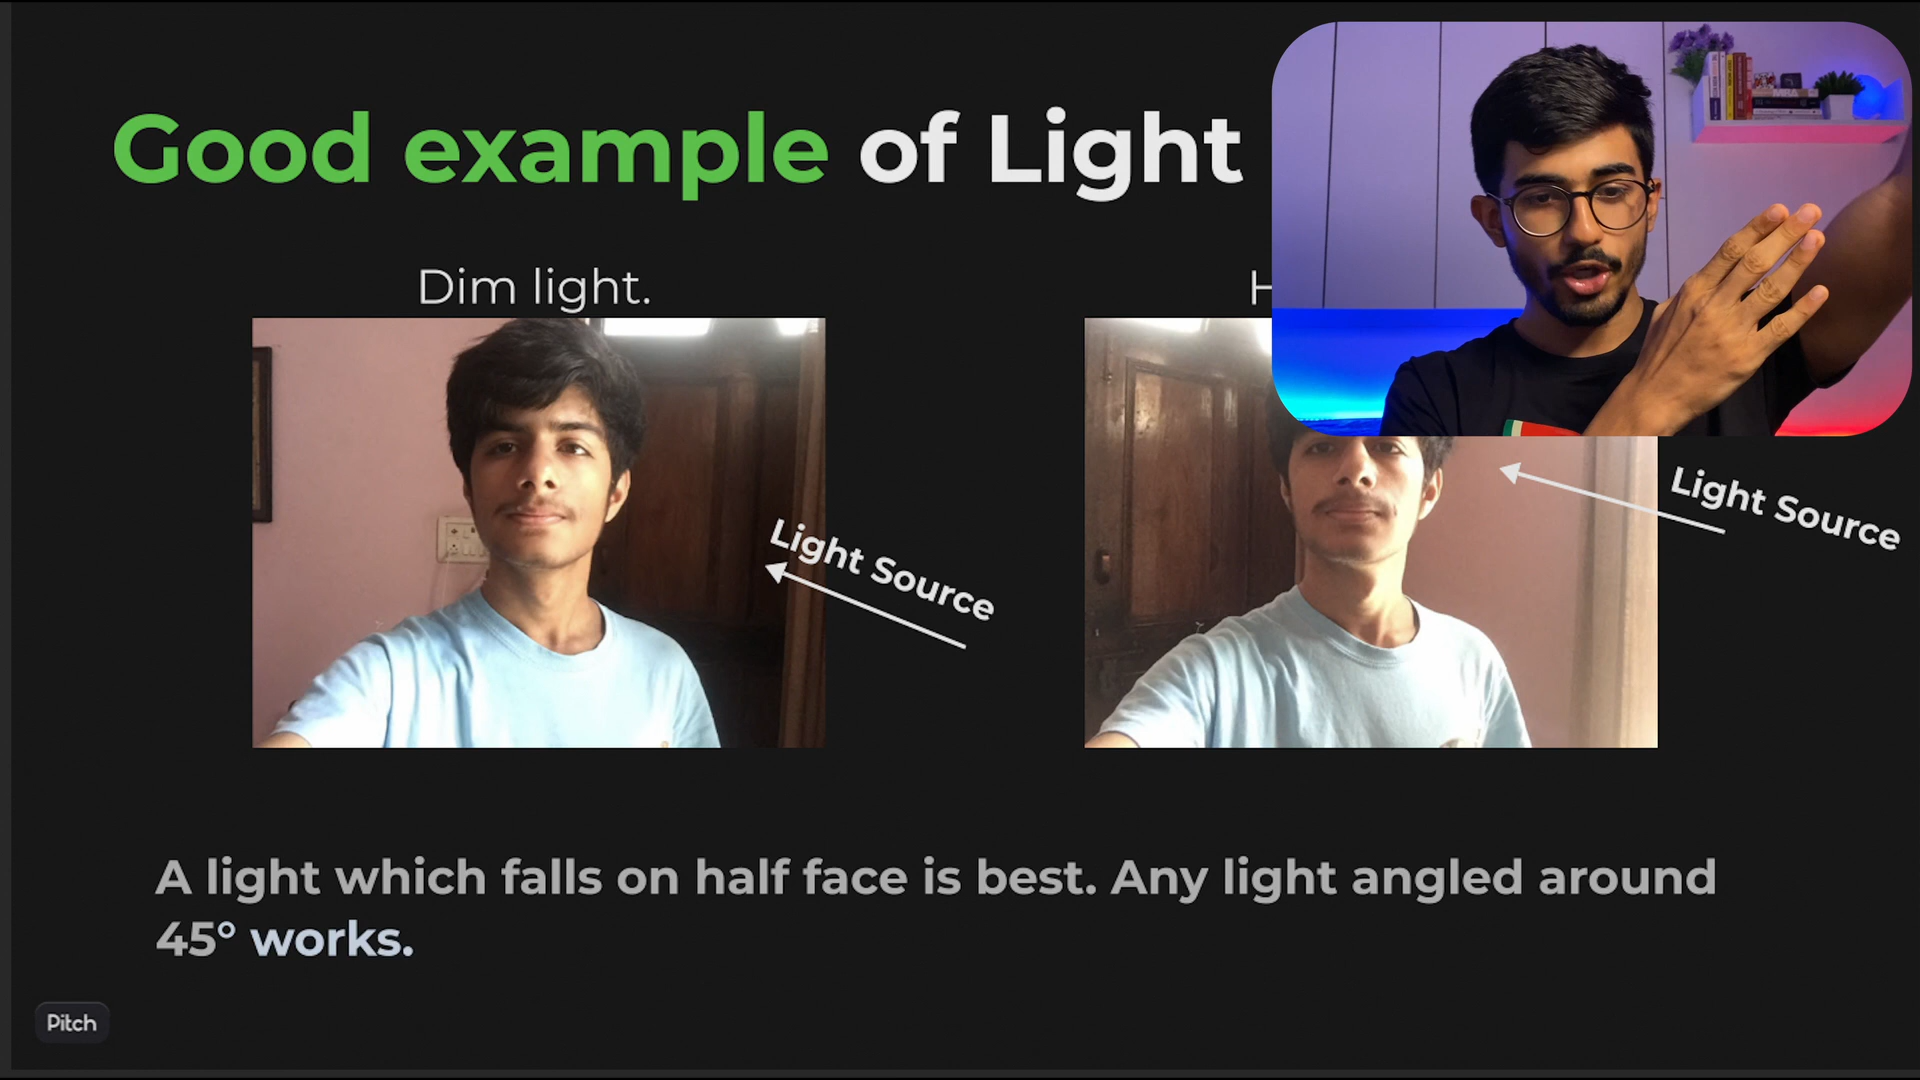 Good example of Light
Dim light.
H
Light Source
Light Source
A light which falls on half face is best. Any light angled around
45° works.
Pitch